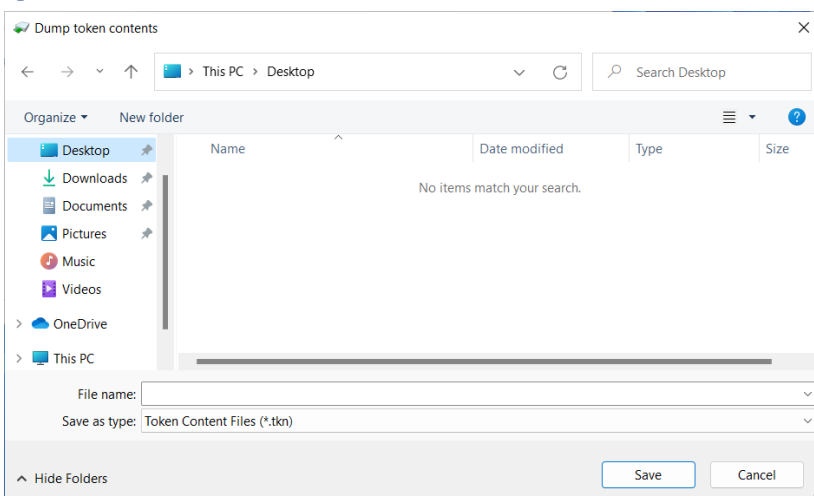 Dump token contents
This PC > Desktop
Search Desktop
Organize
New folder
Name
Date modified
Type
Size
No items match your search.
Desktop
Downloads
Documents
Pictures
Music
Videos
OneDrive
This PC
File name:
Save as type: Token Content Files (*.tkn)
Hide Folders
Save
Cancel